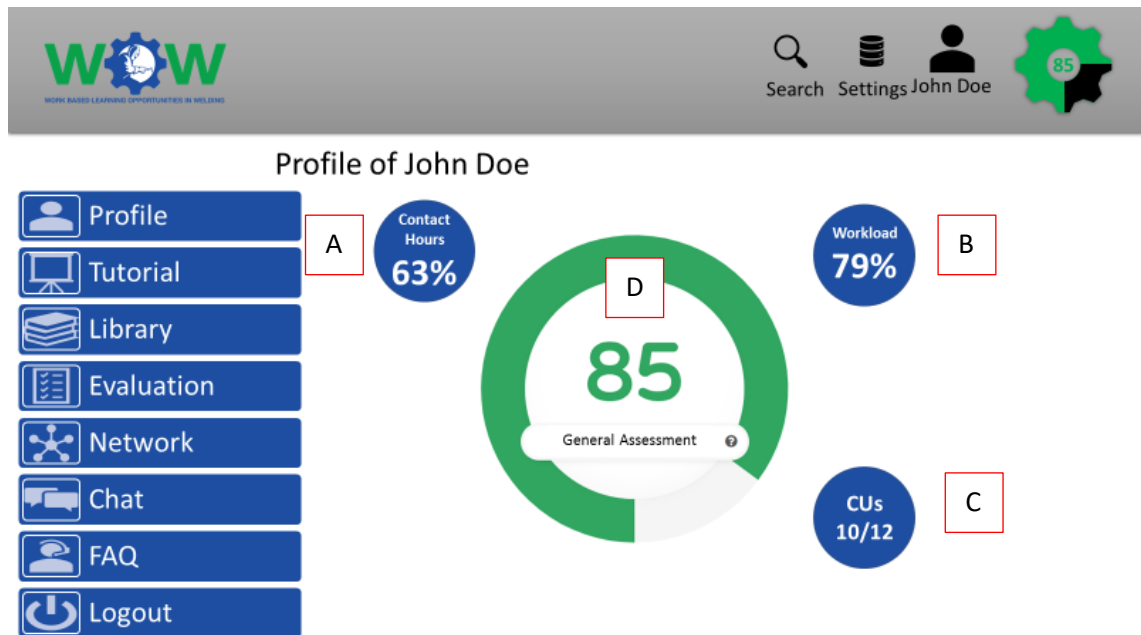 WOW
WORK BASED LEARNING OPPORTUNITIES IN WELDING
Search
Settings
John Doe
85
Profile of John Doe
Profile
Tutorial
Library
Evaluation
Network
Chat
FAQ
Logout
A
Contact
Hours
63%
Workload
79%
B
D
85
General Assessment ?
CUs
10/12
C